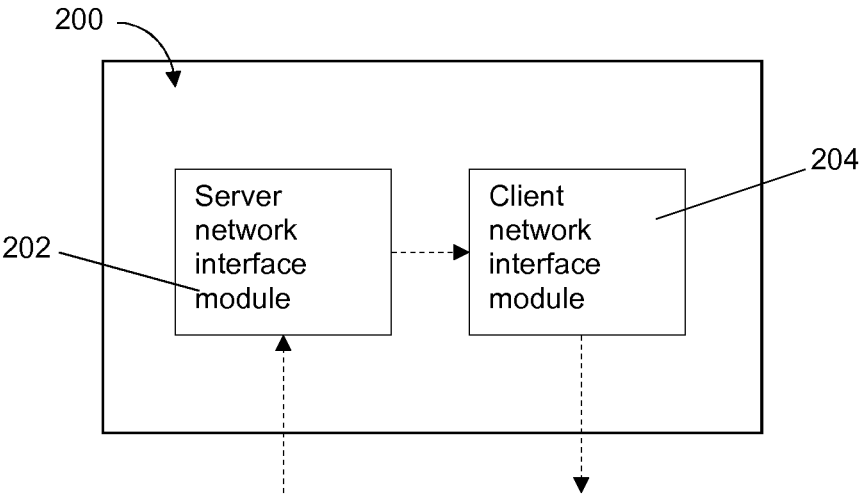 200
204
Server
network
interface
module
Client
network
interface
module
202